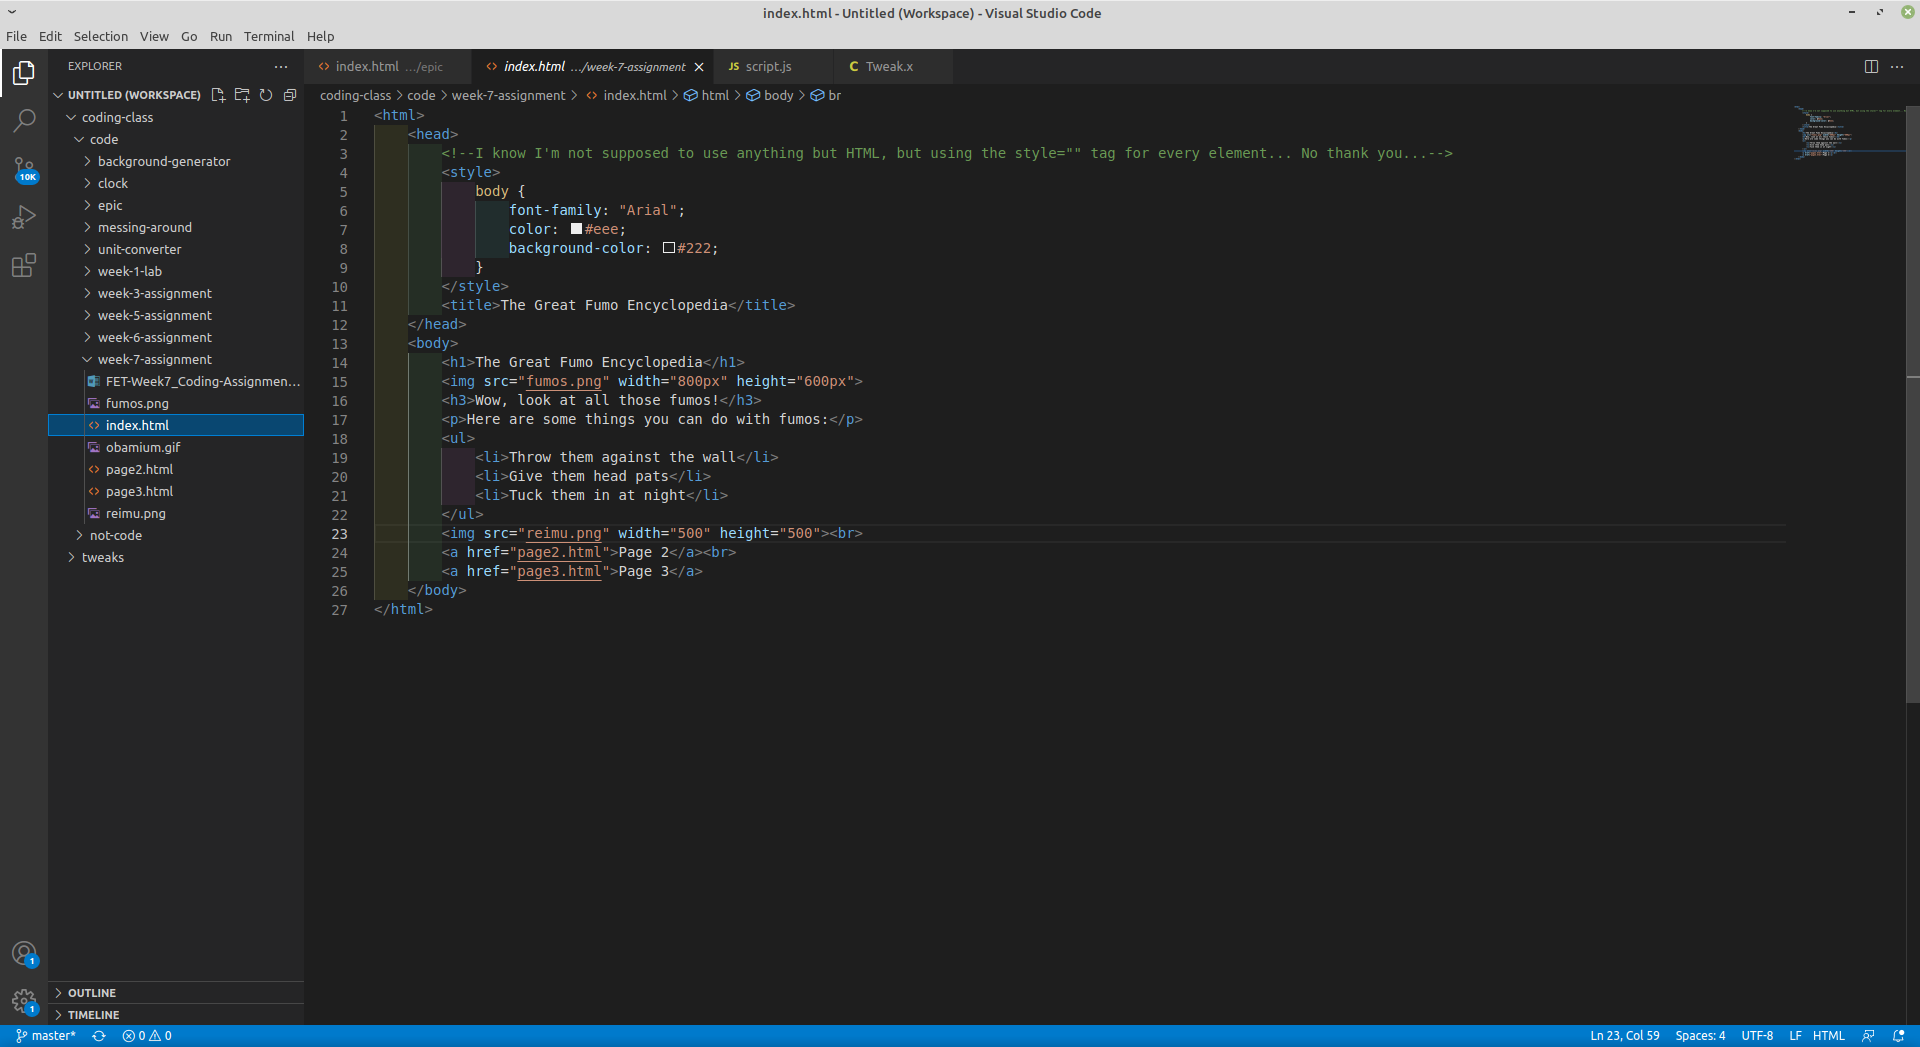 index.html - Untitled (Workspace) - Visual Studio Code
File Edit Selection View Go Run Terminal Help
EXPLORER
index.html .../epic
index.html .../week-7-assignment
JS script.js
C Tweak.x
UNTITLED (WORKSPACE)
coding-class > code > week-7-assignment > index.html > html > body > br
coding-class
code
background-generator
clock
epic
messing-around
unit-converter
week-1-lab
week-3-assignment
week-5-assignment
week-6-assignment
week-7-assignment
FET-Week7_Coding-Assignmen...
fumos.png
index.html
obamium.gif
page2.html
page3.html
reimu.png
not-code
tweaks
10K
1
1
OUTLINE
TIMELINE
1 <html>
2 <head>
3 <!--I know I'm not supposed to use anything but HTML, but using the style="" tag for every element... No thank you...-->
4 <style>
5 body {
6 font-family: "Arial";
7 color: #eee;
8 background-color: #222;
9 }
10 </style>
11 <title>The Great Fumo Encyclopedia</title>
12 </head>
13 <body>
14 <h1>The Great Fumo Encyclopedia</h1>
15 <img src="fumos.png" width="800px" height="600px">
16 <h3>Wow, look at all those fumos!</h3>
17 <p>Here are some things you can do with fumos:</p>
18 <ul>
19 <li>Throw them against the wall</li>
20 <li>Give them head pats</li>
21 <li>Tuck them in at night</li>
22 </ul>
23 <img src="reimu.png" width="500" height="500"><br>
24 <a href="page2.html">Page 2</a><br>
25 <a href="page3.html">Page 3</a>
26 </body>
27 </html>
master* 0 0
Ln 23, Col 59 Spaces: 4 UTF-8 LF HTML